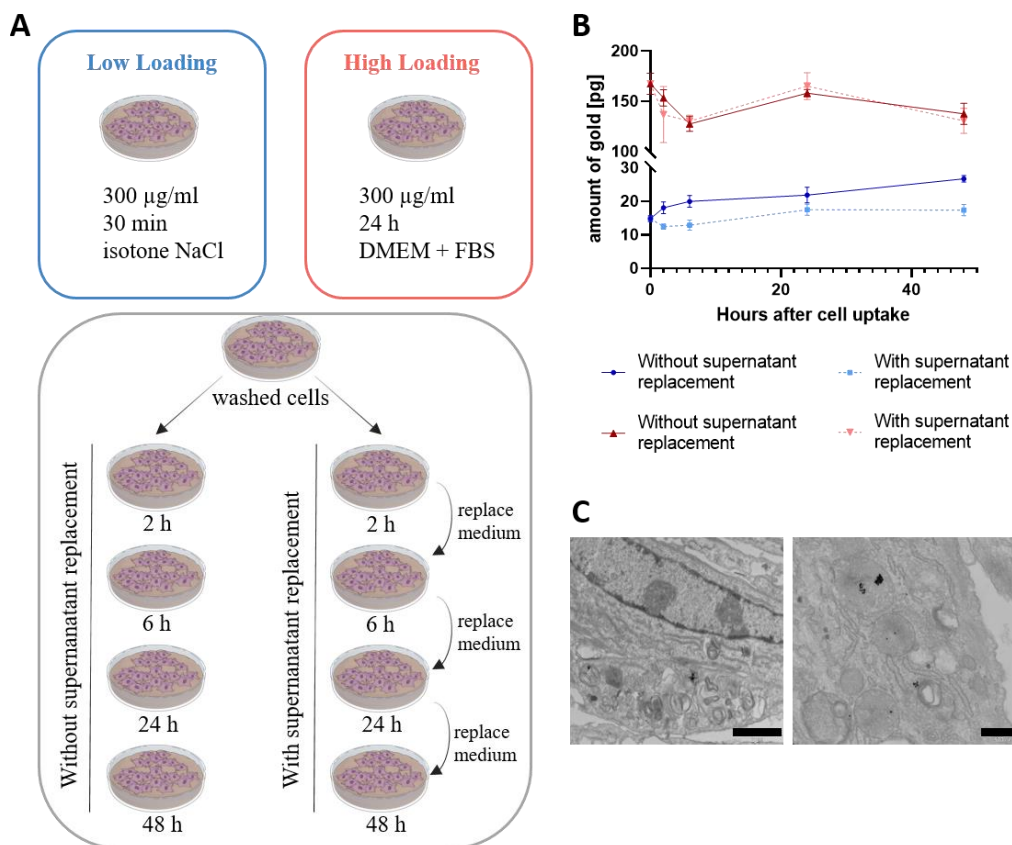 A
Low Loading
300 µg/ml
30 min
isotone NaCl
High Loading
300 µg/ml
24 h
DMEM + FBS
washed cells
Without supernanatant replacement
2 h
6 h
24 h
48 h
With supernanatant replacement
2 h
replace
medium
6 h
replace
medium
24 h
replace
medium
48 h
B
amount of gold [pg]
200
150
100
30
20
10
0
0
20
40
Hours after cell uptake
Without supernatant
replacement
With supernatant
replacement
Without supernatant
replacement
With supernatant
replacement
C